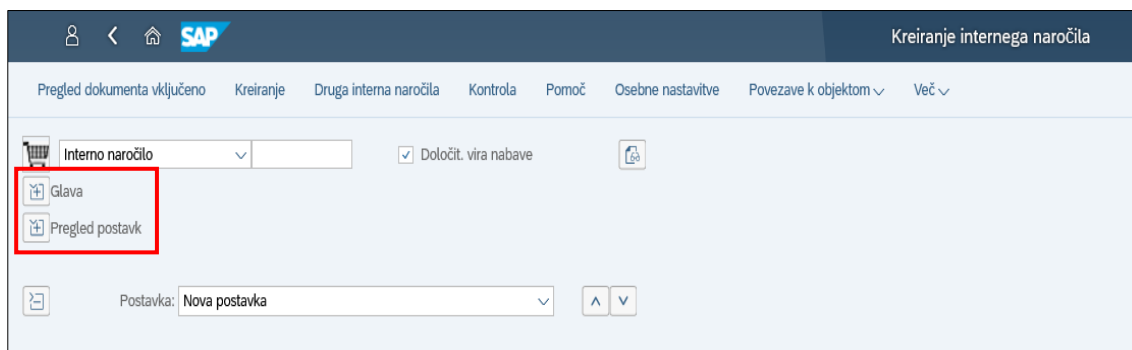 SAP Kreiranje internega naročila
Pregled dokumenta vključeno Kreiranje Druga interna naročila Kontrola Pomoč Osebne nastavitve Povezave k objektom Več
Interno naročilo Določit. vira nabave
Glava
Pregled postavk
Postavka: Nova postavka